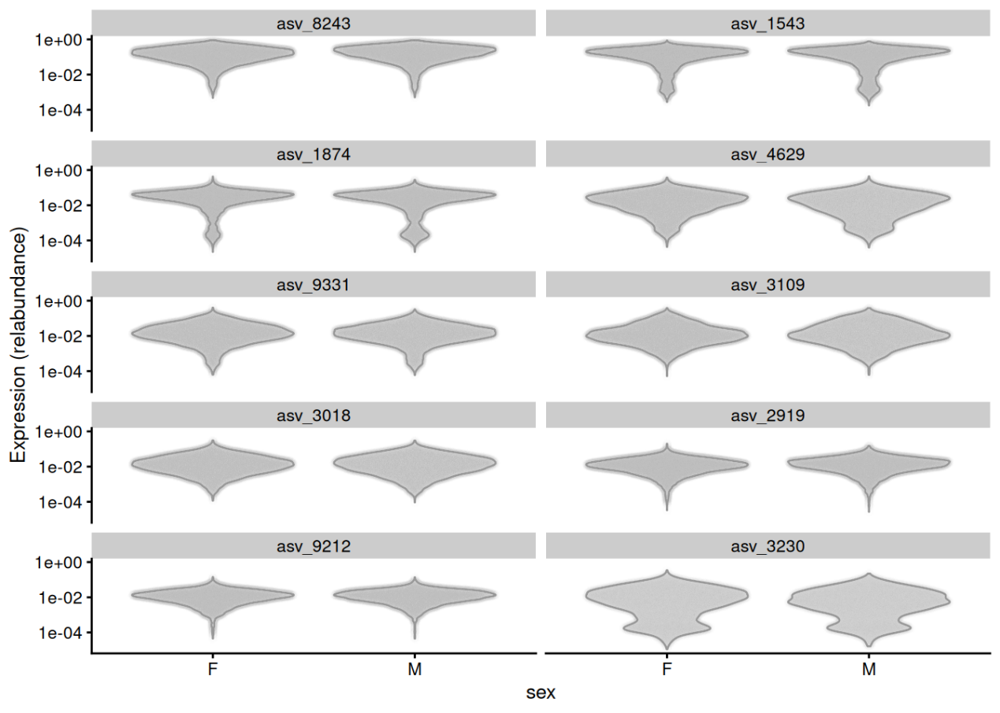 asv_8243
asv_1543
1e+00
1e-02
1e-04
asv_1874
asv_4629
1e+00
1e-02
1e-04
asv_9331
asv_3109
1e+00
1e-02
1e-04
asv_3018
asv_2919
1e+00
1e-02
1e-04
asv_9212
asv_3230
1e+00
1e-02
1e-04
Expression (relabundance)
F
M
F
M
sex